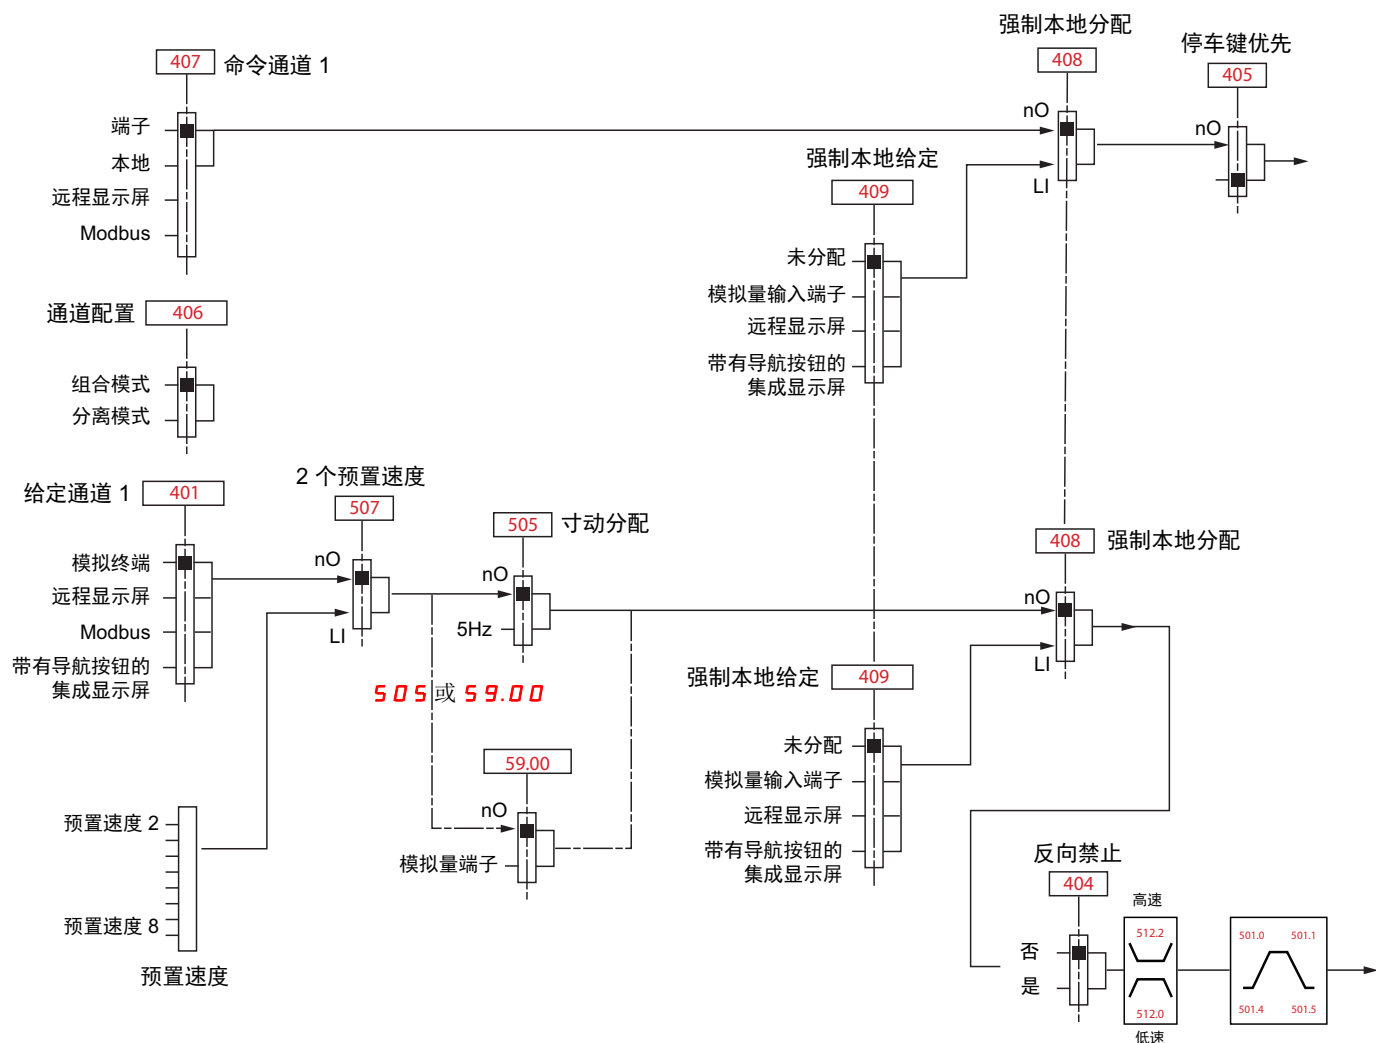 407 命令通道 1
端子
本地
远程显示屏
Modbus
强制本地分配
408
nO
LI
停车键优先
405
nO
强制本地给定
409
未分配
模拟量输入端子
远程显示屏
带有导航按钮的
集成显示屏
通道配置 406
组合模式
分离模式
给定通道 1 401
模拟终端
远程显示屏
Modbus
带有导航按钮的
集成显示屏
2 个预置速度
507
nO
LI
505 寸动分配
nO
5Hz
505或59.00
59.00
nO
模拟量端子
预置速度 2
预置速度 8
预置速度
408 强制本地分配
nO
LI
强制本地给定 409
未分配
模拟量输入端子
远程显示屏
带有导航按钮的
集成显示屏
反向禁止
404
否
是
高速
512.2
512.0
低速
501.0 501.1
501.4 501.5